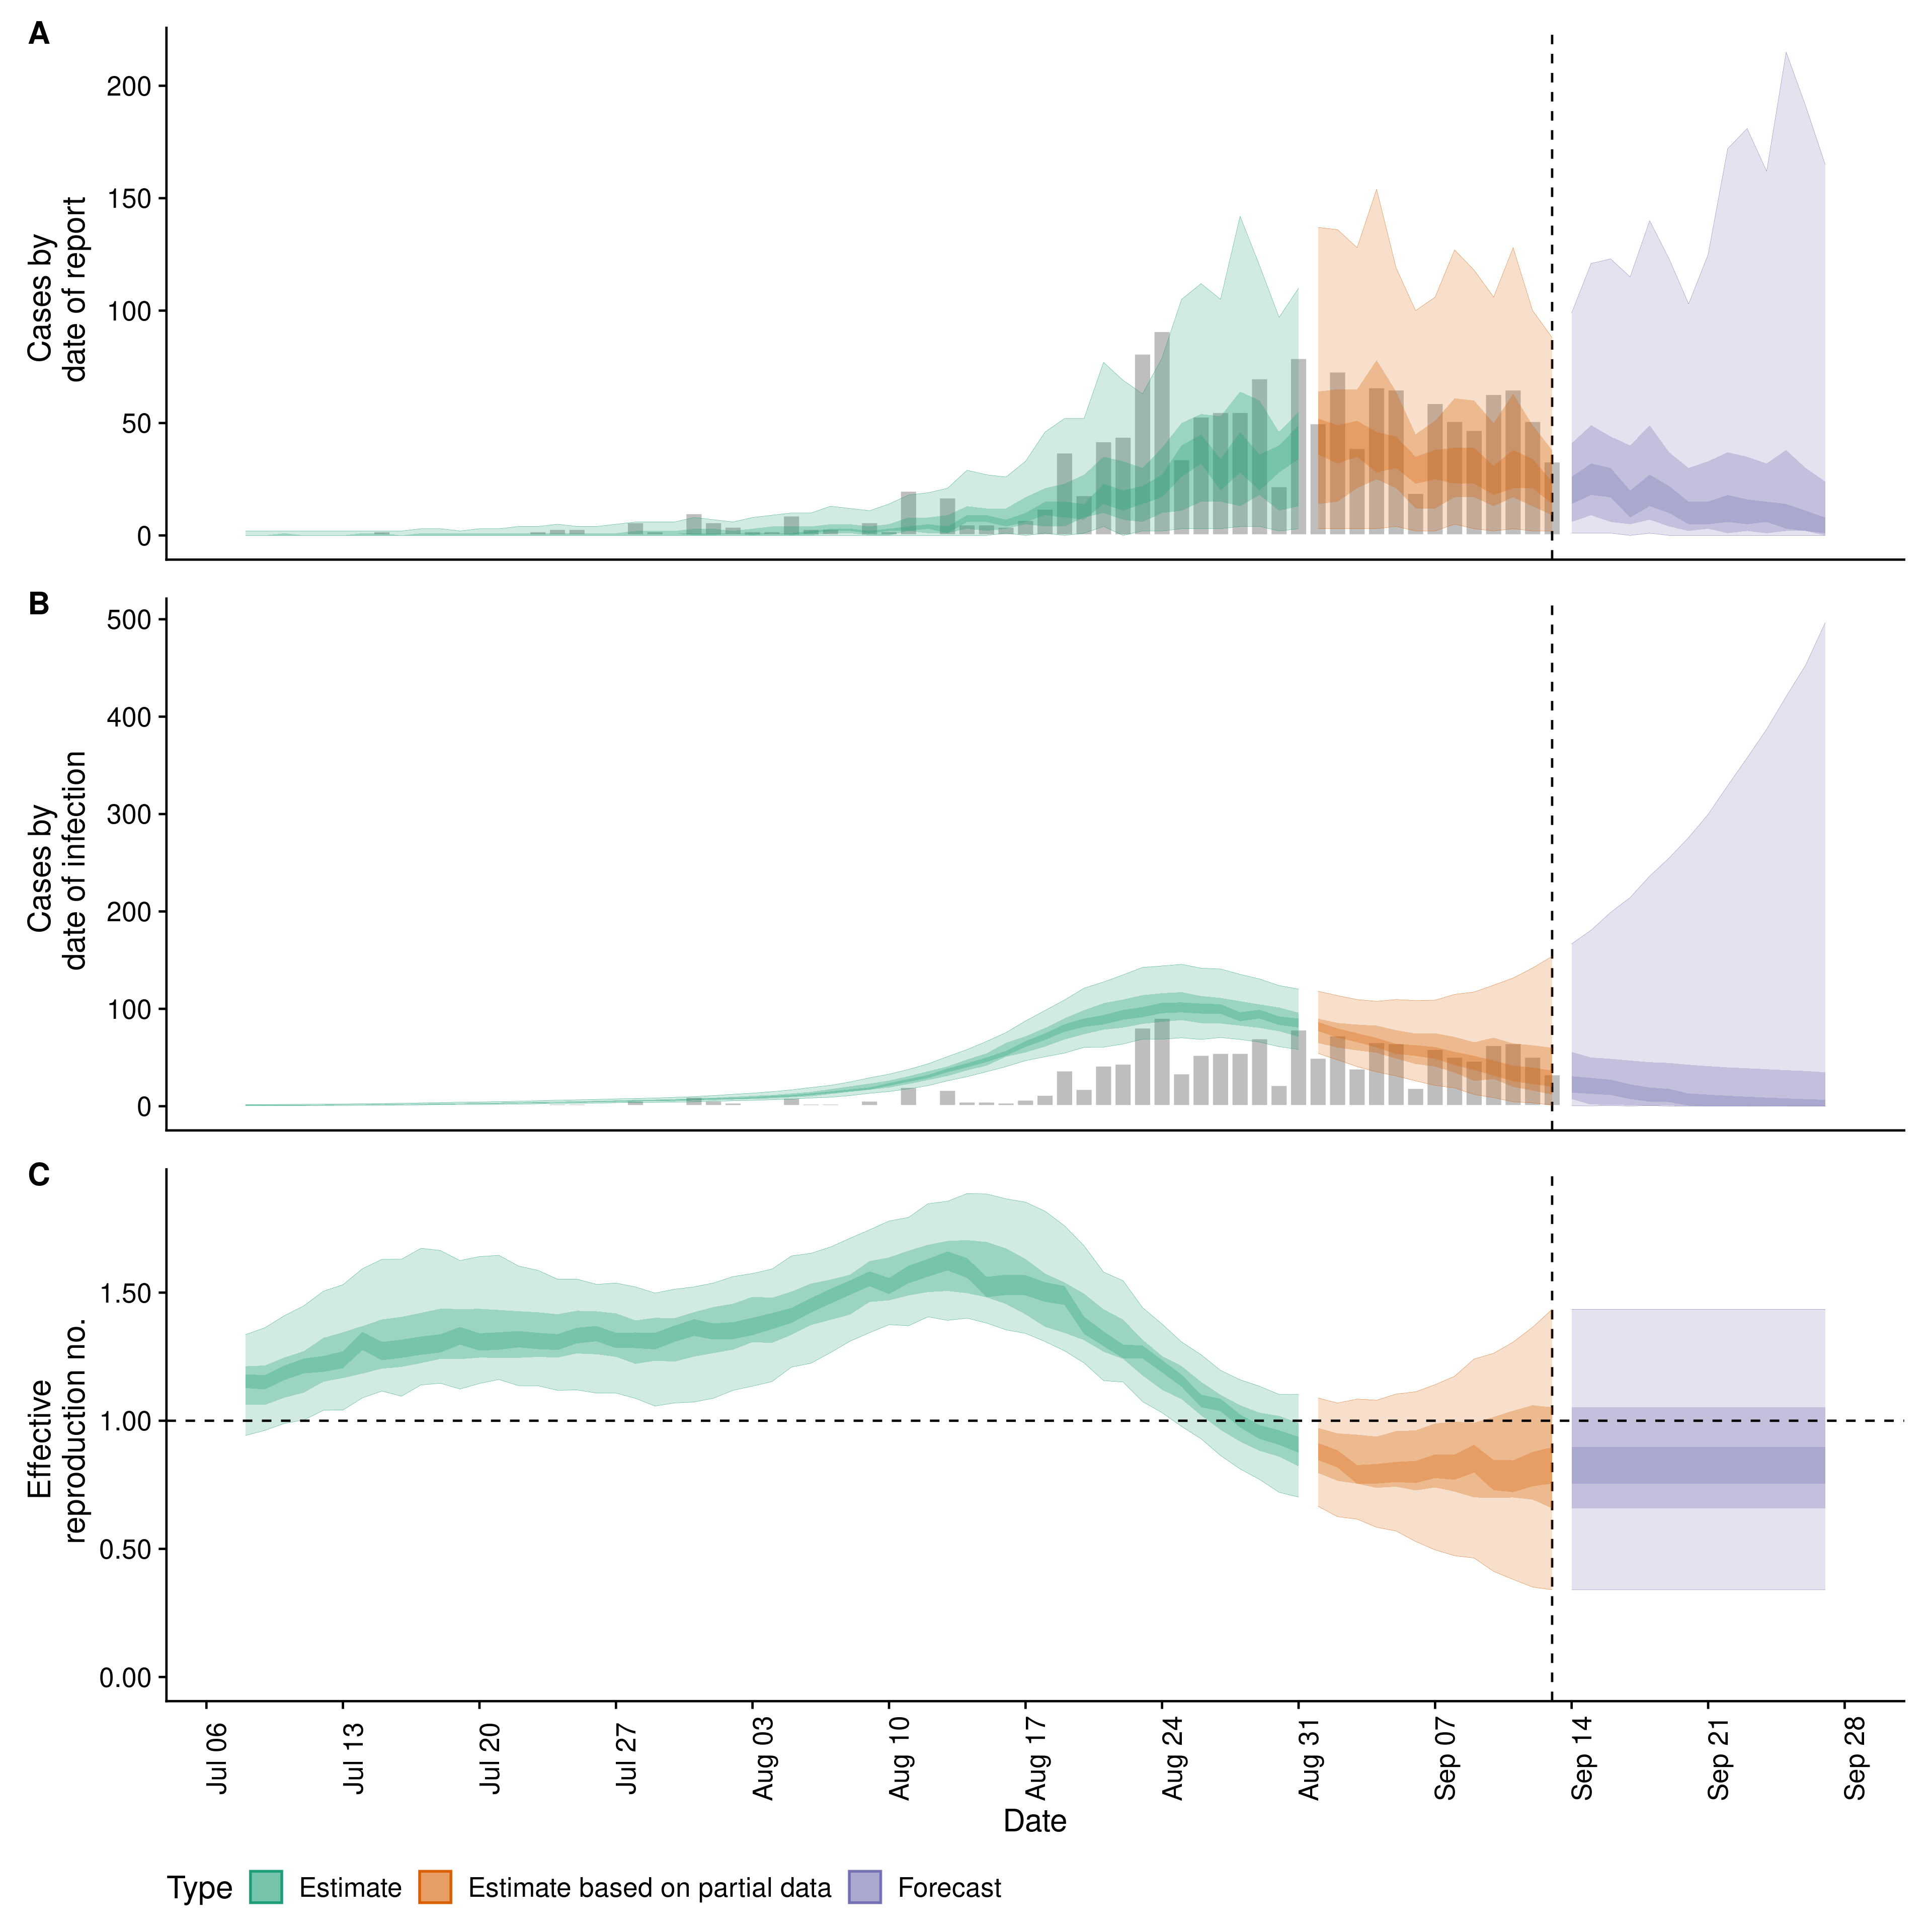 A
Cases by
date of report
200
150
100
50
0
B
Cases by
date of infection
500
400
300
200
100
0
C
Effective
reproduction no.
1.50
1.00
0.50
0.00
Jul 06
Jul 13
Jul 20
Jul 27
Aug 03
Aug 10
Aug 17
Aug 24
Aug 31
Sep 07
Sep 14
Sep 21
Sep 28
Date
Type Estimate Estimate based on partial data Forecast